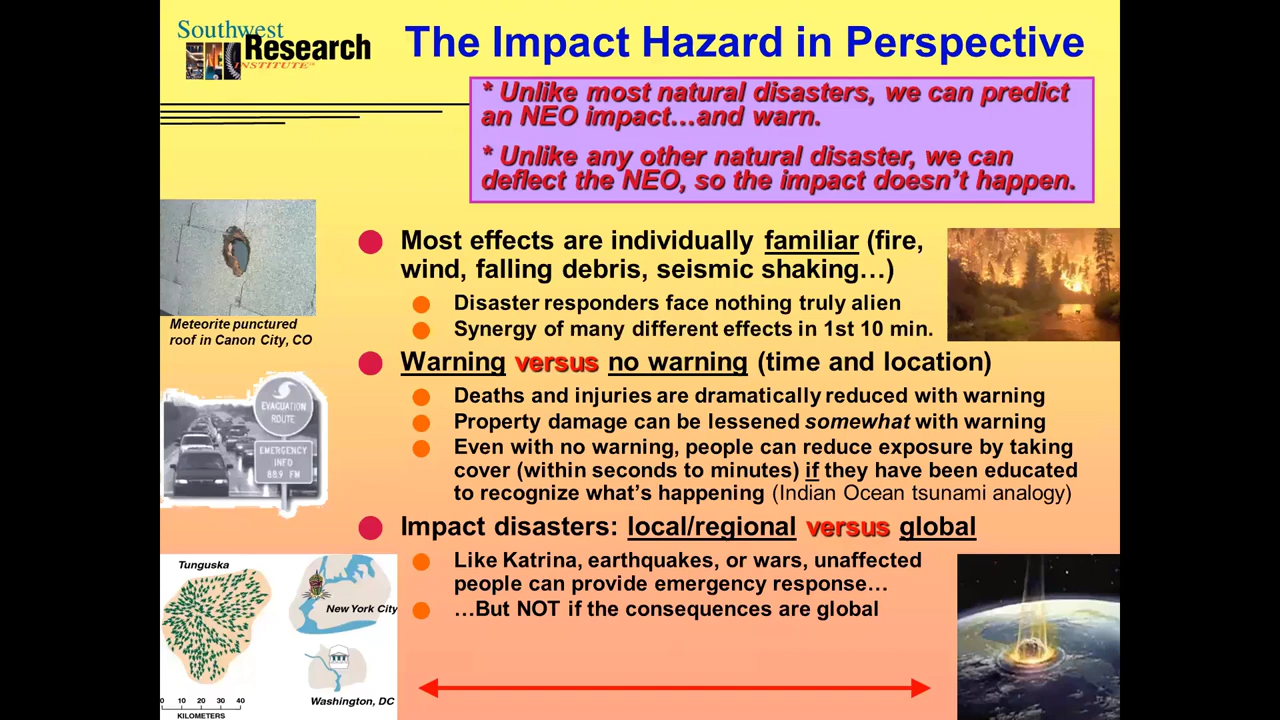 Southwest
Research
INSTITUTE
The Impact Hazard in Perspective
* Unlike most natural disasters, we can predict
an NEO impact…and warn.
* Unlike any other natural disaster, we can
deflect the NEO, so the impact doesn’t happen.
Most effects are individually familiar (fire,
wind, falling debris, seismic shaking…)
Disaster responders face nothing truly alien
Synergy of many different effects in 1st 10 min.
Meteorite punctured
roof in Canon City, CO
Warning versus no warning (time and location)
Deaths and injuries are dramatically reduced with warning
Property damage can be lessened somewhat with warning
Even with no warning, people can reduce exposure by taking
cover (within seconds to minutes) if they have been educated
to recognize what’s happening (Indian Ocean tsunami analogy)
EVACUATION
ROUTE
EMERGENCY
INFO
88.9 FM
Impact disasters: local/regional versus global
Like Katrina, earthquakes, or wars, unaffected
people can provide emergency response…
…But NOT if the consequences are global
Tunguska
New York City
Washington, DC
0 10 20 30 40
KILOMETERS